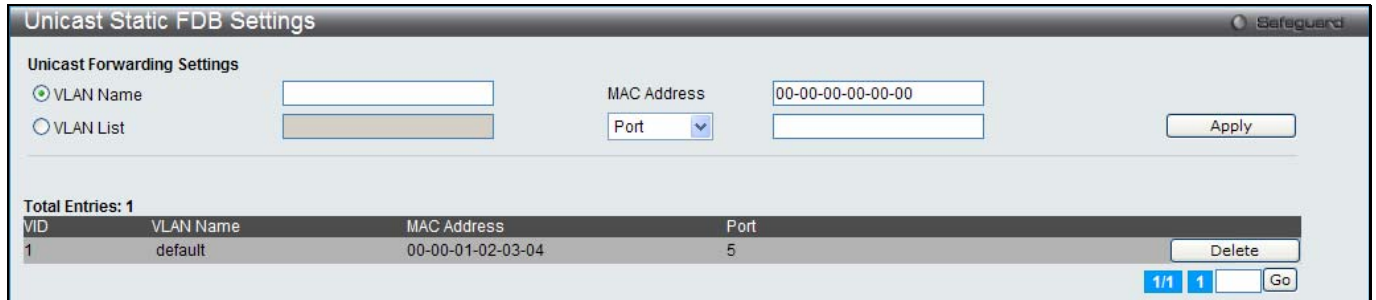 Unicast Static FDB Settings Safeguard
Unicast Forwarding Settings
VLAN Name MAC Address 00-00-00-00-00-00
VLAN List Port Apply
Total Entries: 1
VID VLAN Name MAC Address Port
1 default 00-00-01-02-03-04 5 Delete
1/1 1 Go